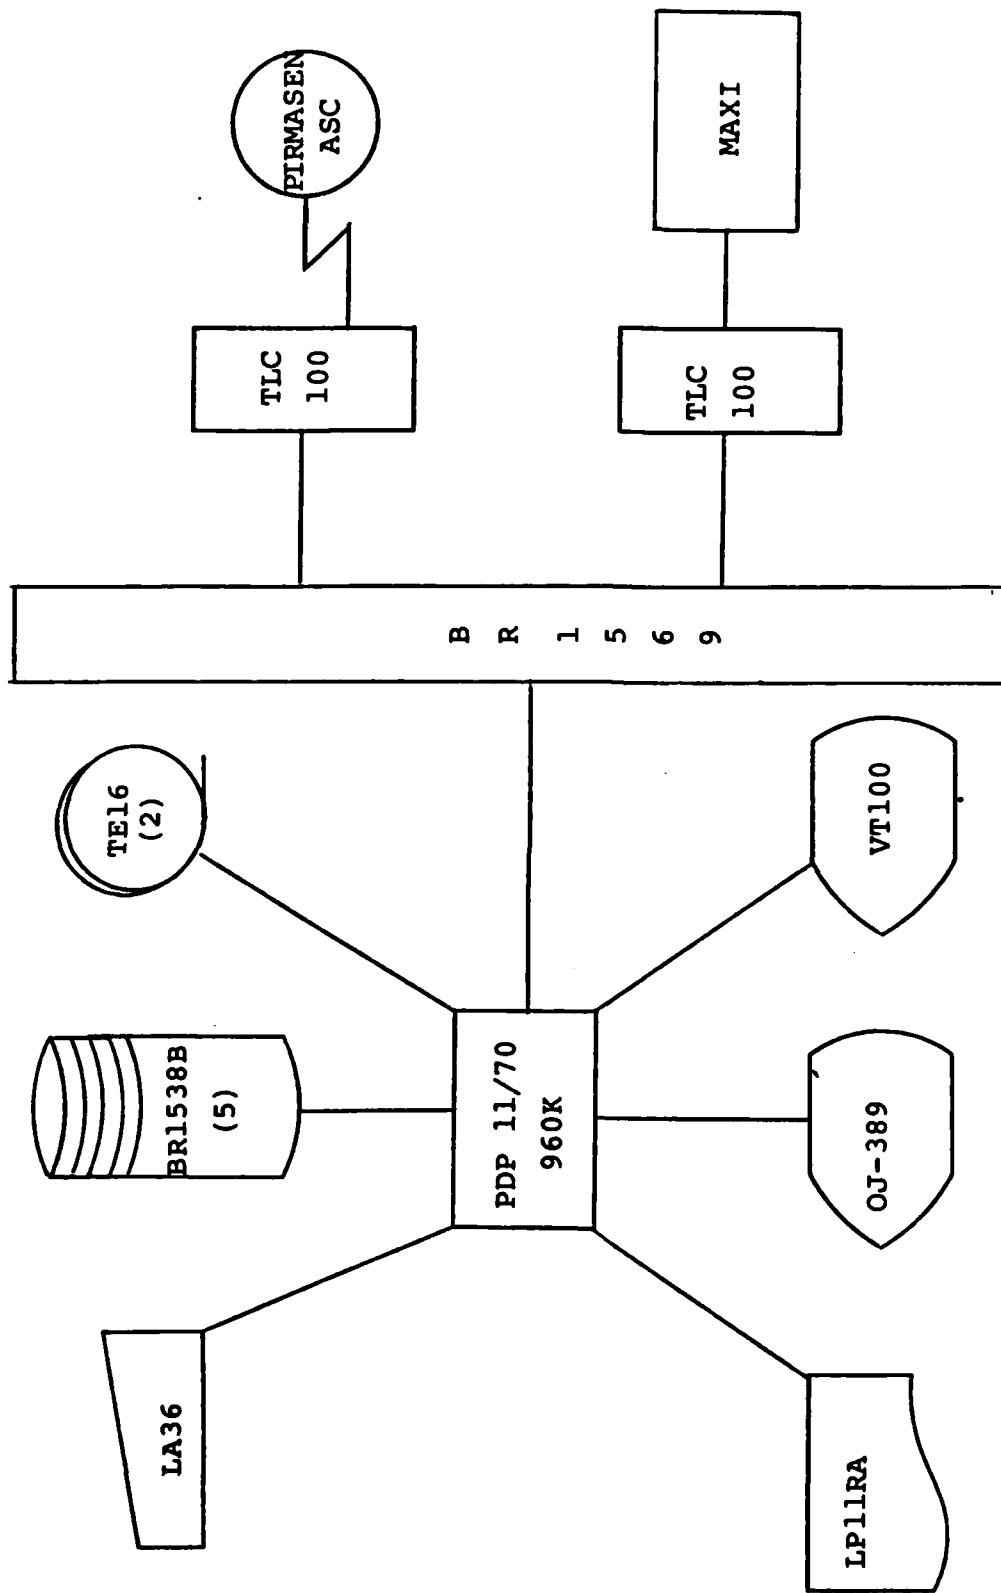 LA36
BR1538B
(5)
TE16
(2)
PIRMASEN
ASC
TLC
100
PDP 11/70
960K
B R 1 5 6 9
LP11RA
OJ-389
VT100
TLC
100
MAXI